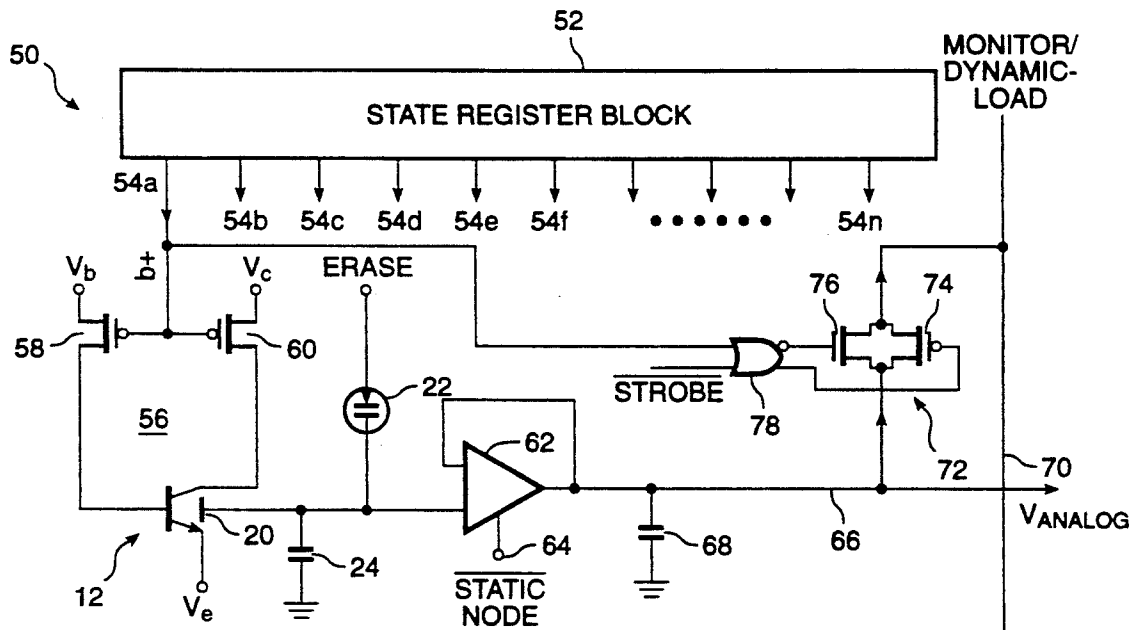 52
50
MONITOR/
DYNAMIC-
LOAD
STATE REGISTER BLOCK
54a
54b 54c 54d 54e 54f 54n
b+
Vb Vc ERASE
76 74
58 60
STROBE
78
22
56
62
72 70
VANALOG
20 24 64 68 66
12
Ve
STATIC
NODE